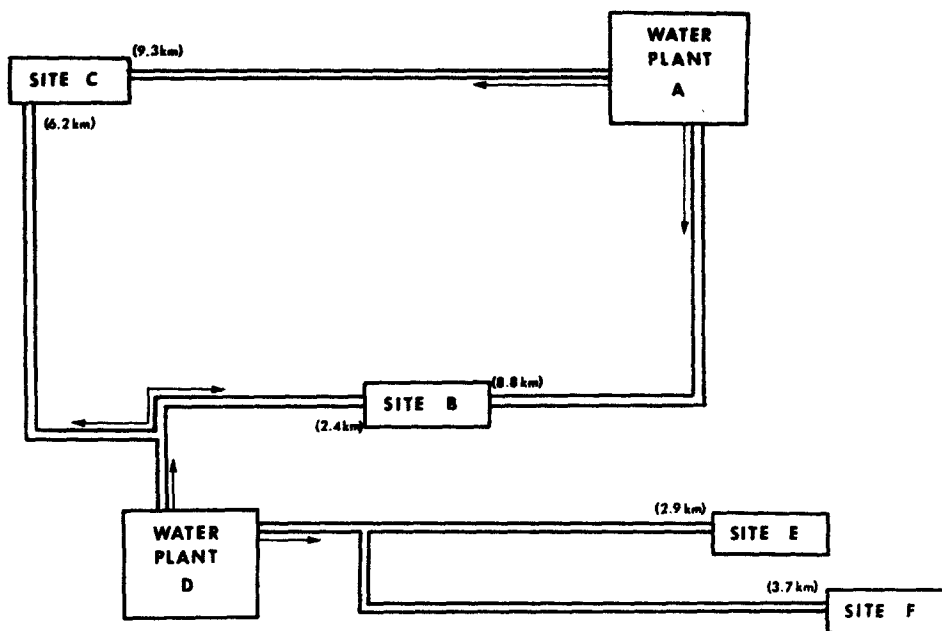 WATER
PLANT
A
(9.3km)
SITE C
(6.2km)
(8.8km)
SITE B
(2.4km)
WATER
PLANT
D
(2.9km)
SITE E
(3.7km)
SITE F